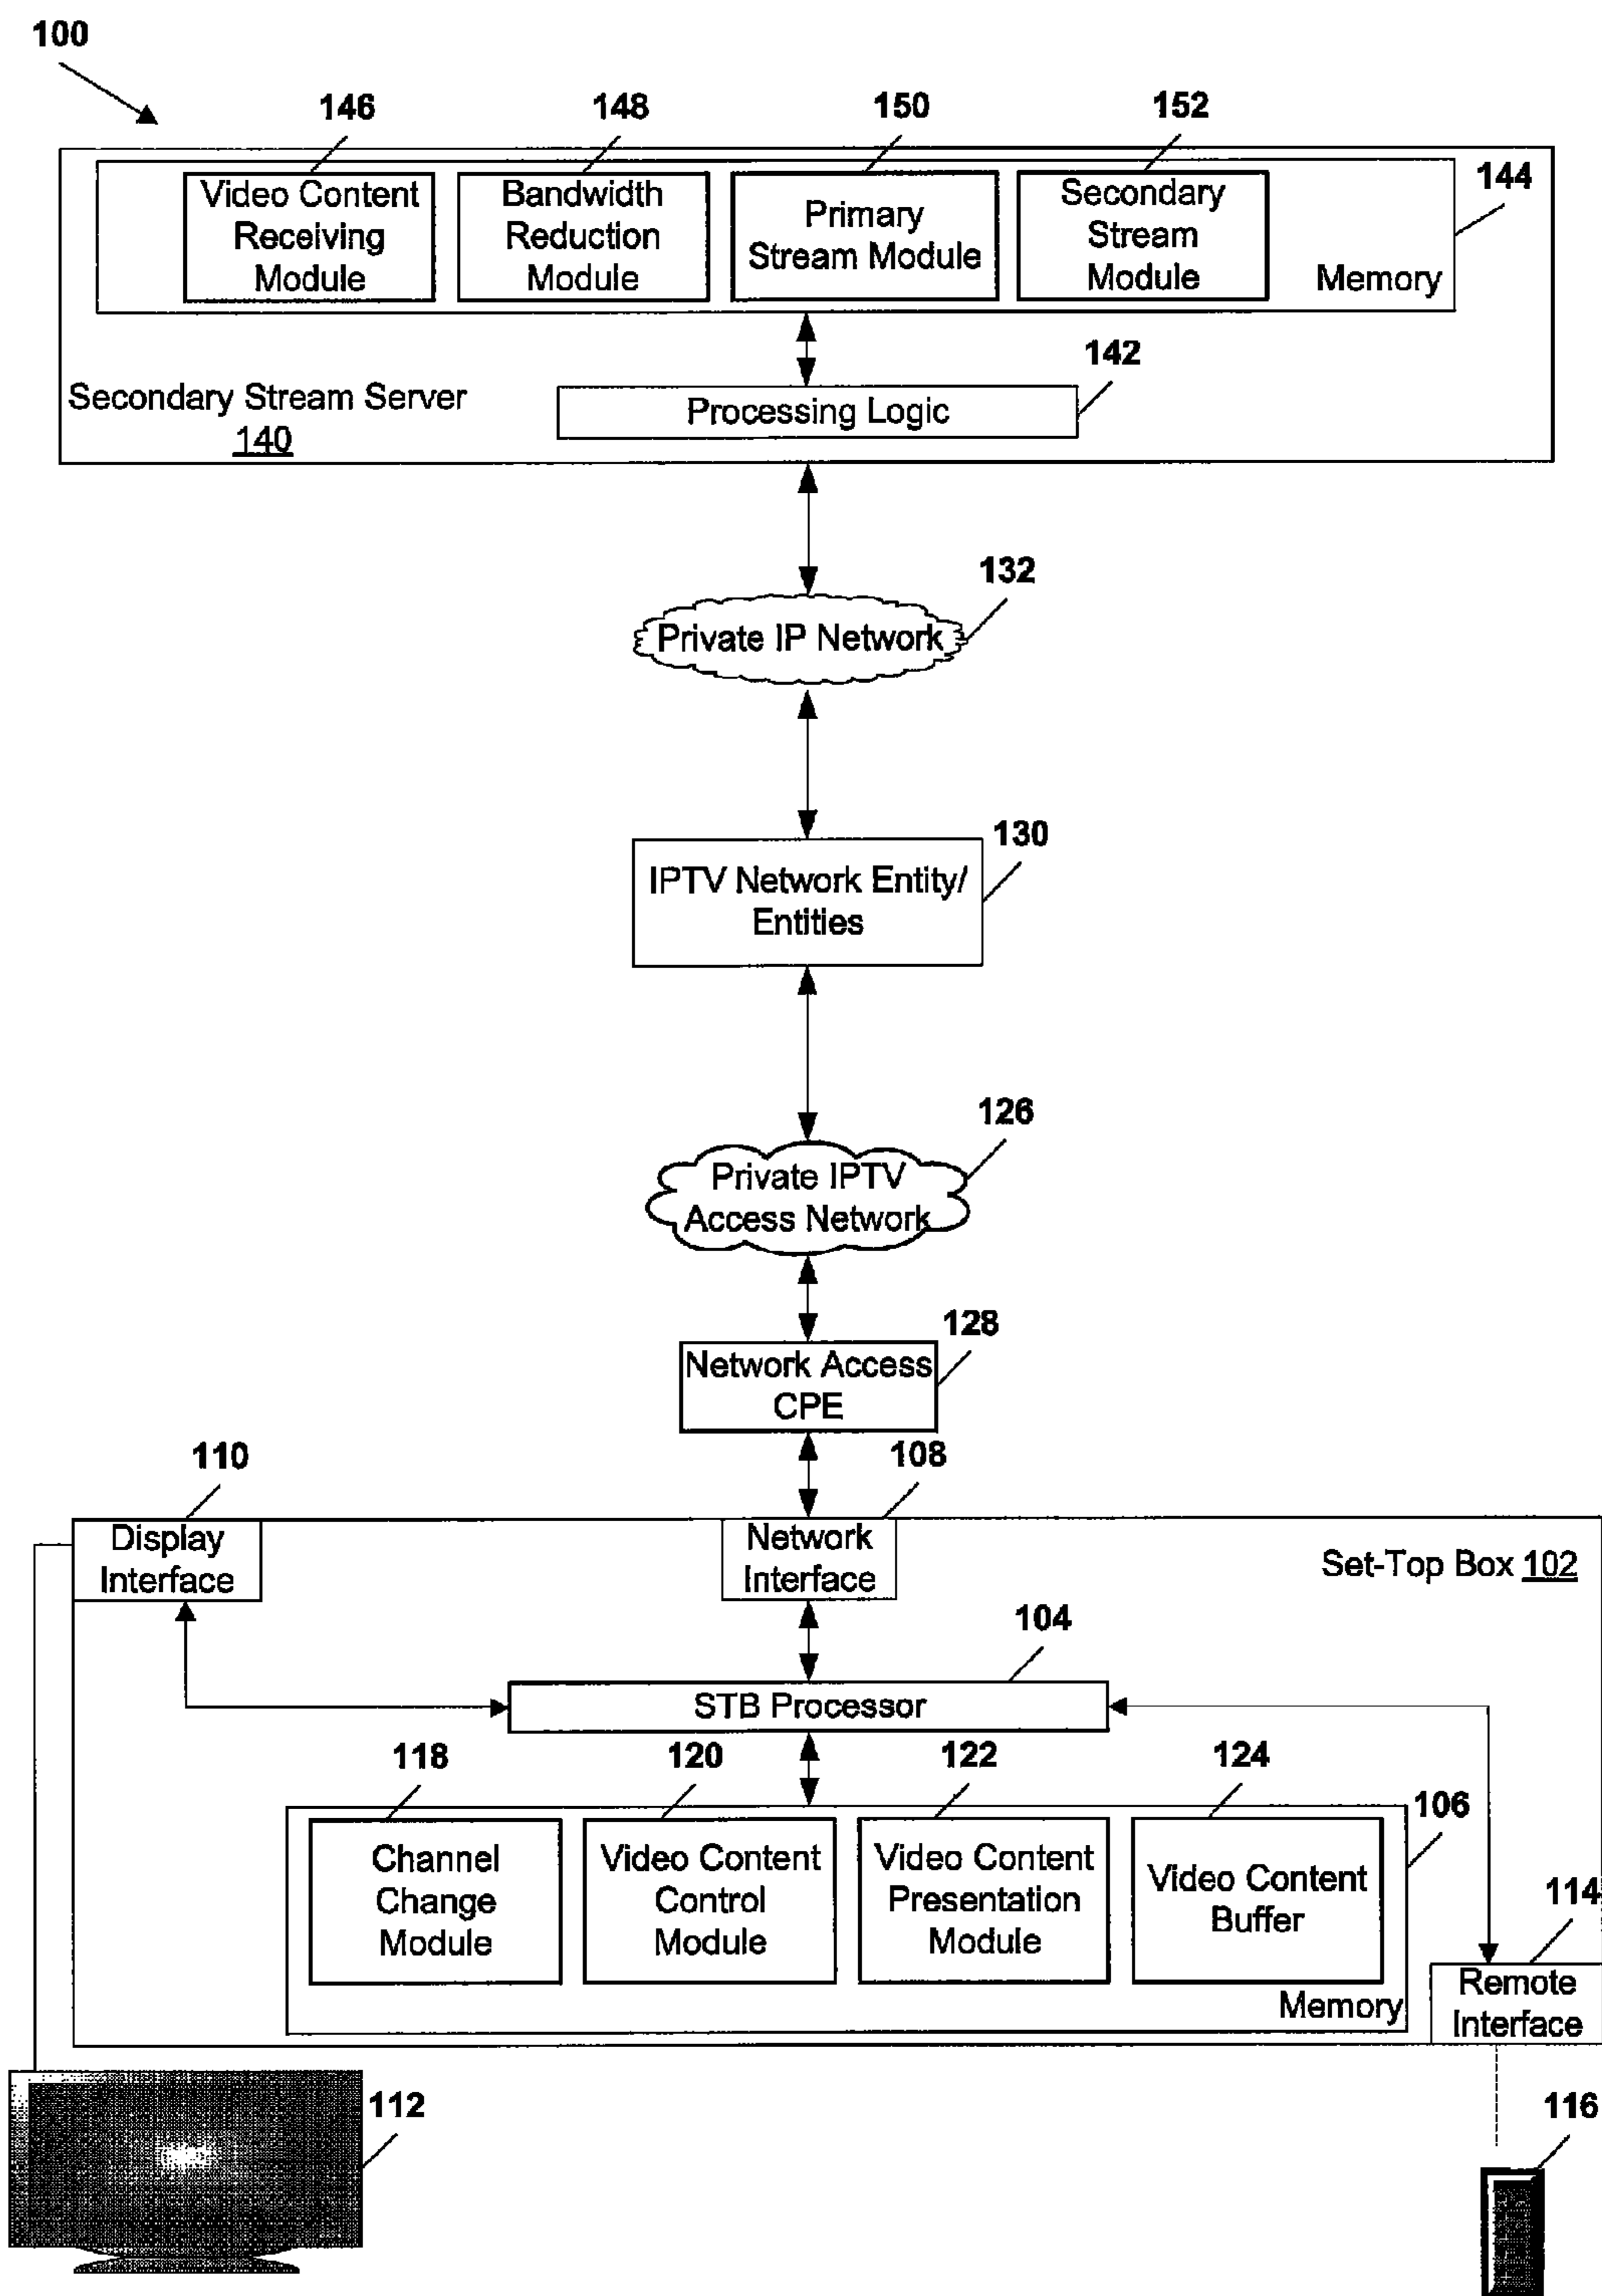 100
146
148
150
152
Video Content
Receiving
Module
Bandwidth
Reduction
Module
Primary
Stream Module
Secondary
Stream
Module
144
Memory
142
Secondary Stream Server
140
Processing Logic
132
Private IP Network
130
IPTV Network Entity/
Entities
126
Private IPTV
Access Network
128
Network Access
CPE
110
108
Display
Interface
Network
Interface
Set-Top Box 102
104
STB Processor
118
120
122
124
106
Channel
Change
Module
Video Content
Control
Module
Video Content
Presentation
Module
Video Content
Buffer
Memory
114
Remote
Interface
112
116